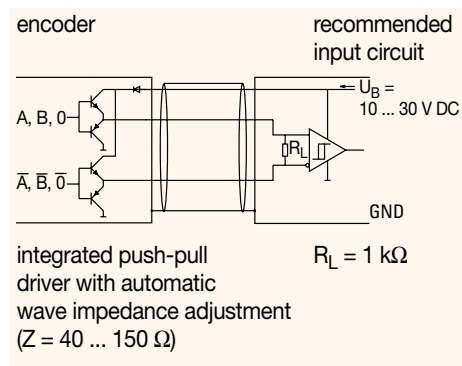 encoder
recommended
input circuit
U_B =
10 ... 30 V DC
A, B, 0
R_L
A̅, B̅, 0̅
GND
integrated push-pull
driver with automatic
wave impedance adjustment
(Z = 40 ... 150 Ω)
R_L = 1 kΩ